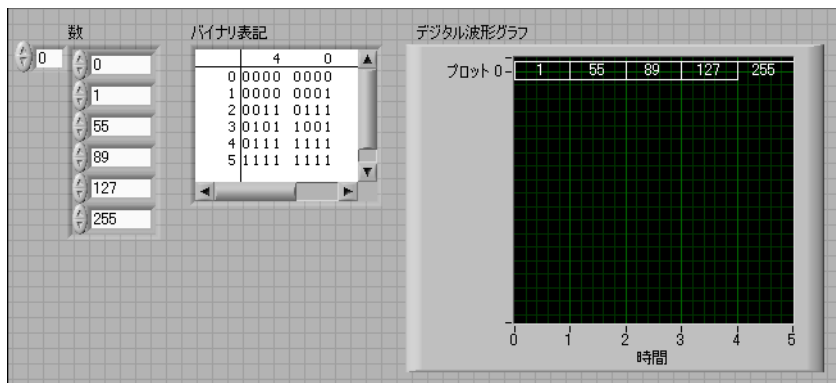 数
0
0
1
55
89
127
255
バイナリ表記
4 0
0 0000 0000
1 0000 0001
2 0011 0111
3 0101 1001
4 0111 1111
5 1111 1111
デジタル波形グラフ
プロット 0
1 55 89 127 255
0 1 2 3 4 5
時間